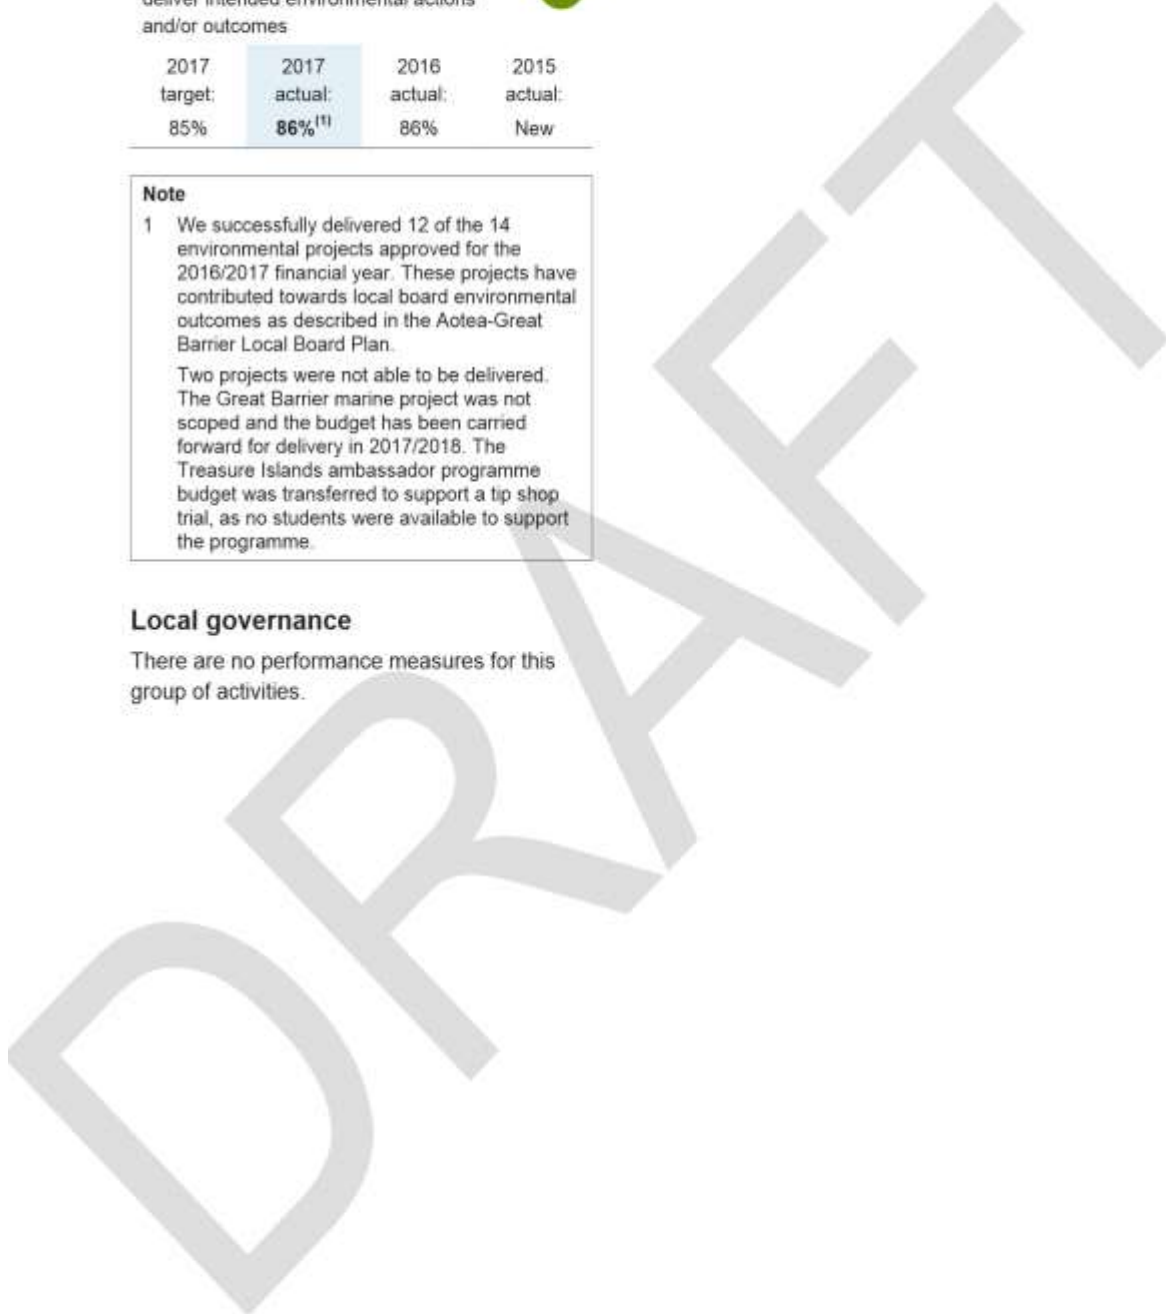 deliver intended environmental actions
and/or outcomes
2017 2017 2016 2015
target: actual: actual: actual:
85% 86%(1) 86% New
Note
1 We successfully delivered 12 of the 14
environmental projects approved for the
2016/2017 financial year. These projects have
contributed towards local board environmental
outcomes as described in the Aotea-Great
Barrier Local Board Plan.
Two projects were not able to be delivered.
The Great Barrier marine project was not
scoped and the budget has been carried
forward for delivery in 2017/2018. The
Treasure Islands ambassador programme
budget was transferred to support a tip shop
trial, as no students were available to support
the programme.
Local governance
There are no performance measures for this
group of activities.
DRAFT